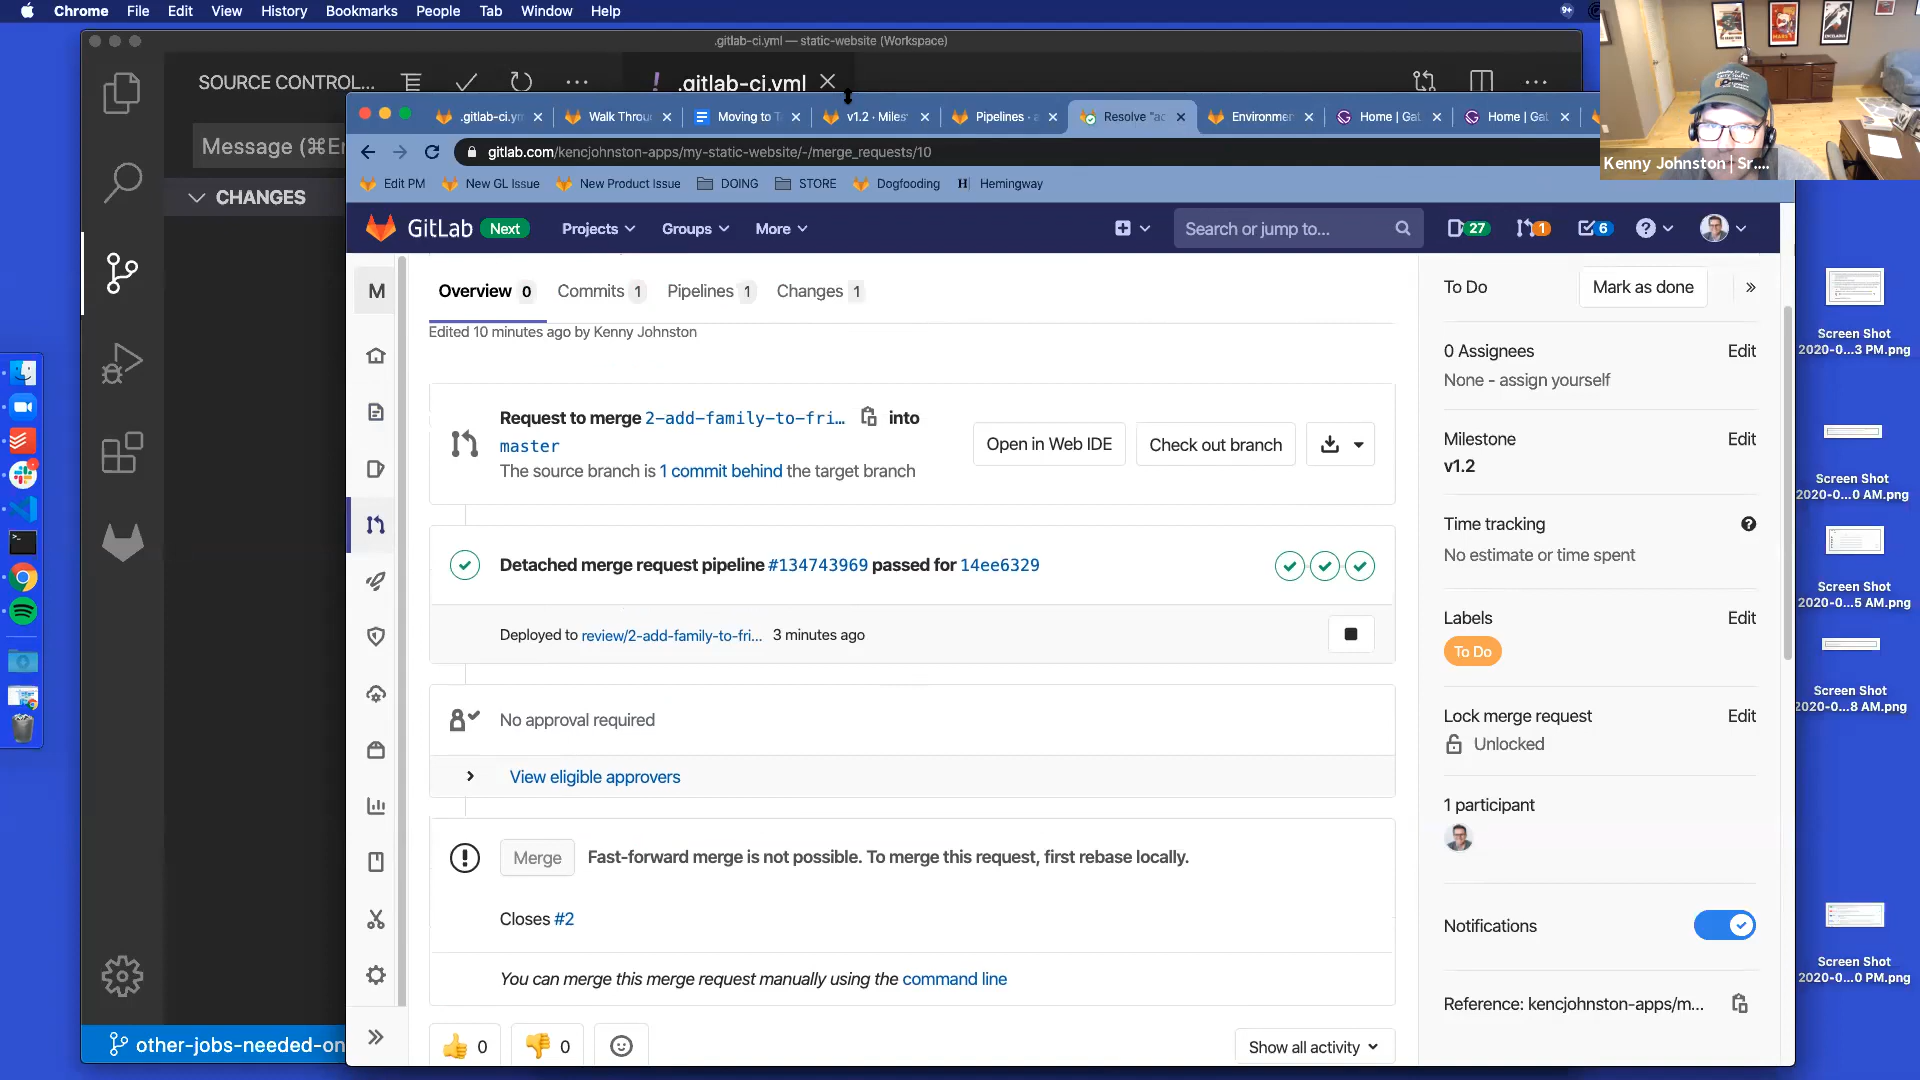 Chrome File Edit View History Bookmarks People Tab Window Help
9+
.gitlab-ci.yml — static-website (Workspace)
SOURCE CONTROL...
.gitlab-ci.yml
Message (⌘E
CHANGES
.gitlab-ci.ym
Walk Throu
Moving to T
v1.2 · Miles
Pipelines ·
Resolve "ac
Environmen
Home | Ga
Home | Gat
gitlab.com/kencjohnston-apps/my-static-website/-/merge_requests/10
Edit PM New GL Issue New Product Issue DOING STORE Dogfooding Hemingway
Kenny Johnston | Sr....
GitLab Next Projects Groups More
Search or jump to...
27 1 6
M
Overview 0 Commits 1 Pipelines 1 Changes 1
Edited 10 minutes ago by Kenny Johnston
Request to merge 2-add-family-to-fri… into
master
The source branch is 1 commit behind the target branch
Open in Web IDE
Check out branch
Detached merge request pipeline #134743969 passed for 14ee6329
Deployed to review/2-add-family-to-fri... 3 minutes ago
No approval required
View eligible approvers
Merge Fast-forward merge is not possible. To merge this request, first rebase locally.
Closes #2
You can merge this merge request manually using the command line
👍 0 👎 0
Show all activity
To Do Mark as done
0 Assignees Edit
None - assign yourself
Milestone Edit
v1.2
Time tracking
No estimate or time spent
Labels Edit
To Do
Lock merge request Edit
Unlocked
1 participant
Notifications
Reference: kencjohnston-apps/m...
other-jobs-needed-on
Screen Shot
2020-0...3 PM.png
Screen Shot
2020-0...0 AM.png
Screen Shot
2020-0...5 AM.png
Screen Shot
2020-0...8 AM.png
Screen Shot
2020-0...0 PM.png